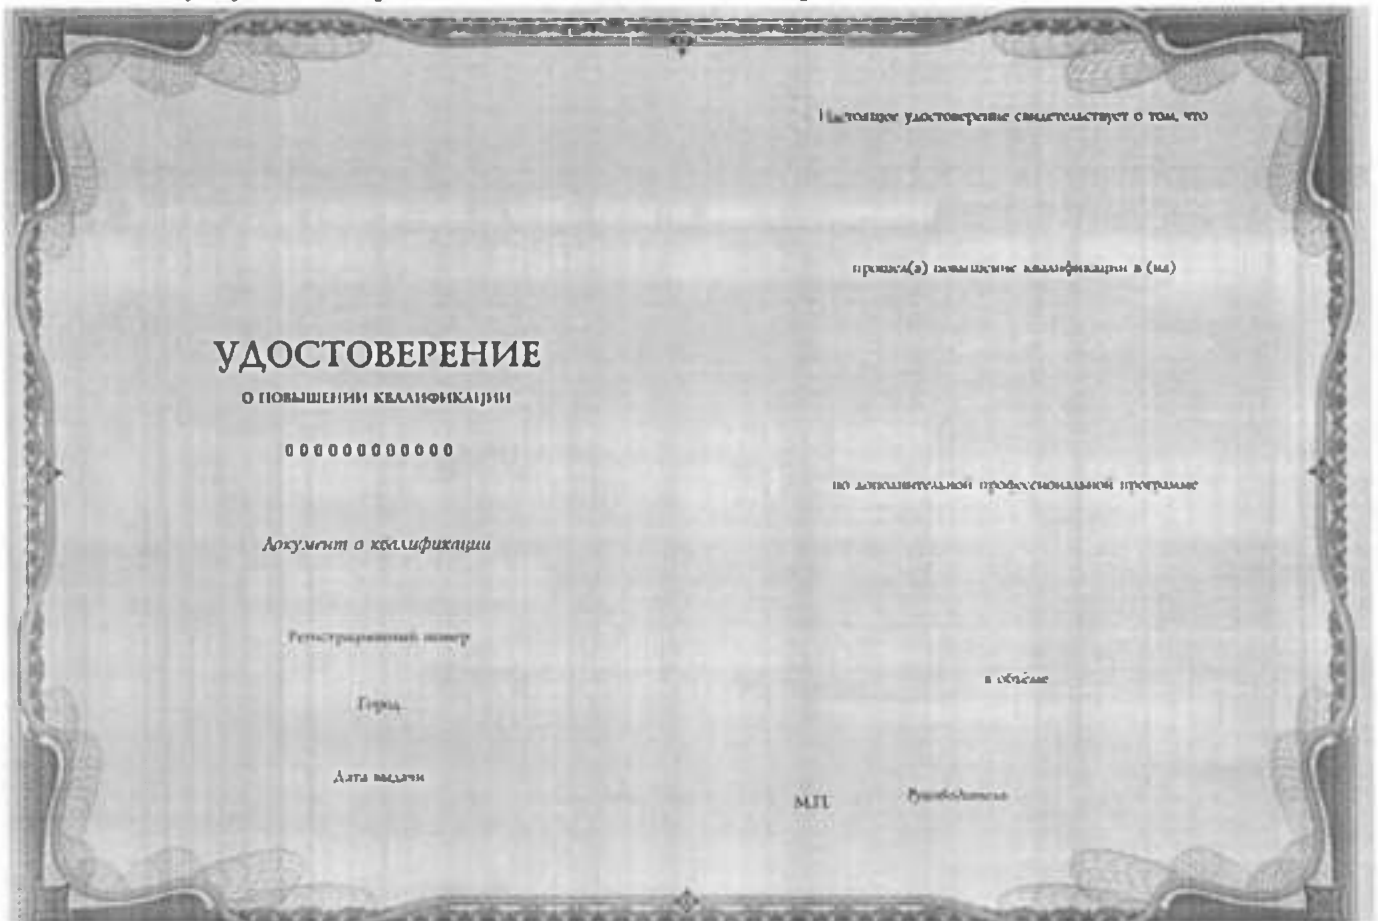 УДОСТОВЕРЕНИЕ
О ПОВЫШЕНИИ КВАЛИФИКАЦИИ
000000000000
Документ о квалификации
Регистрационный номер
Город
Дата выдачи
Настоящее удостоверение свидетельствует о том, что
прошел(а) повышение квалификации в (на)
по дополнительной профессиональной программе
в объёме
М.П.
Руководитель